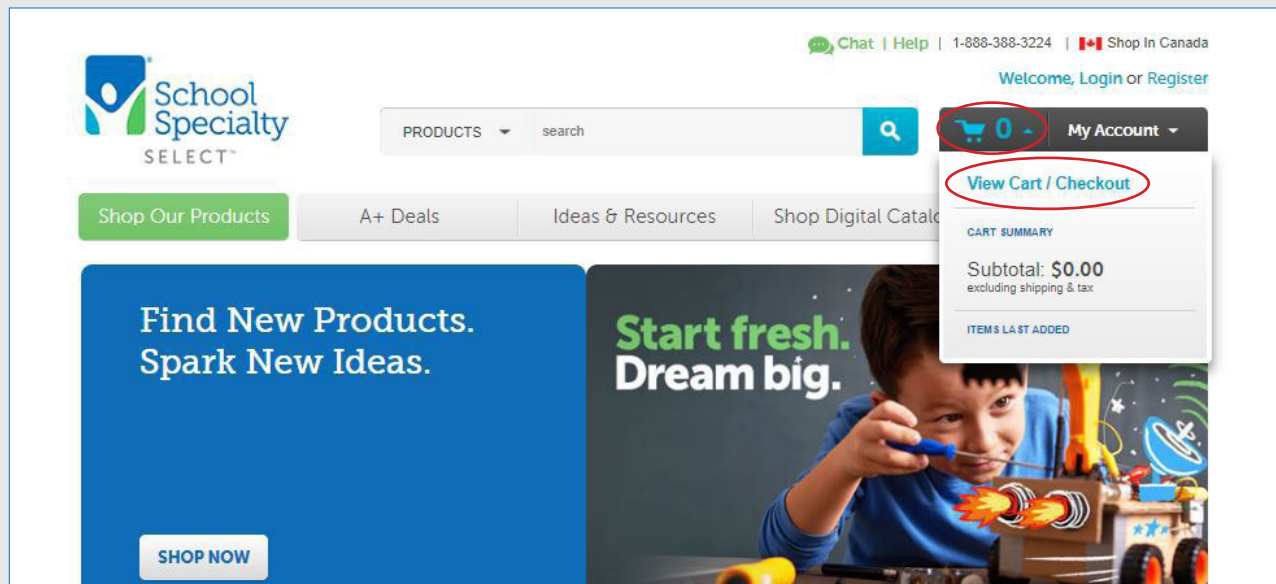 Chat | Help | 1-888-388-3224 | Shop In Canada
Welcome, Login or Register
School
Specialty
SELECT™
PRODUCTS search 0 My Account
View Cart / Checkout
Shop Our Products A+ Deals Ideas & Resources Shop Digital Catalo
CART SUMMARY
Subtotal: $0.00
excluding shipping & tax
ITEMS LAST ADDED
Find New Products.
Spark New Ideas.
Start fresh.
Dream big.
SHOP NOW